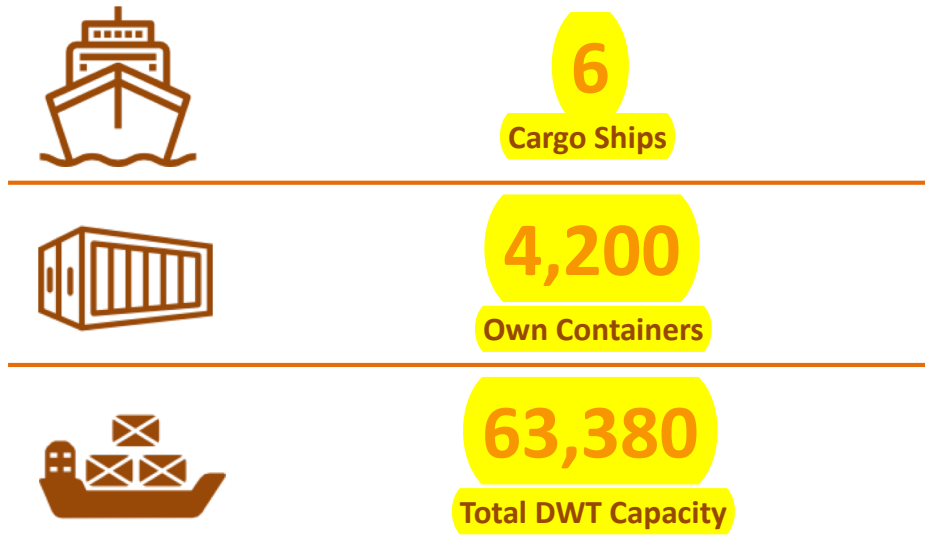 6
Cargo Ships
4,200
Own Containers
63,380
Total DWT Capacity